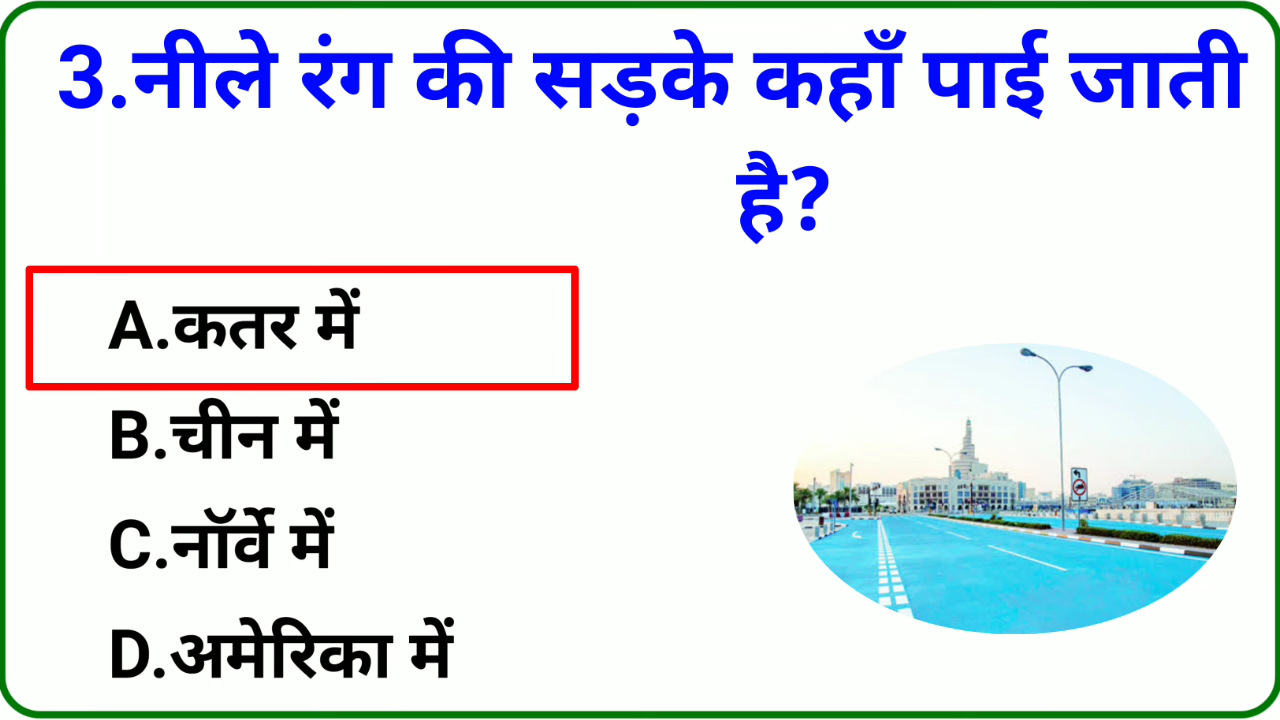 3.नीले रंग की सड़के कहाँ पाई जाती
है?
A.कतर में
B.चीन में
C.नॉर्वे में
D.अमेरिका में